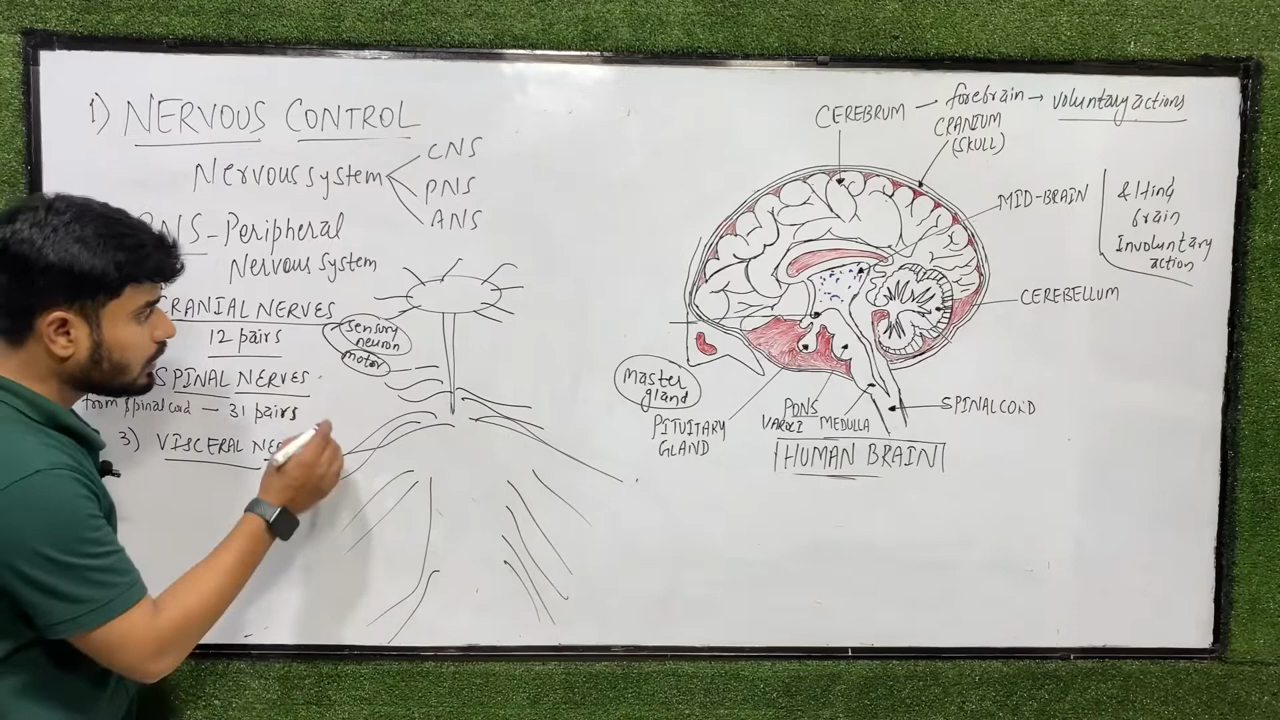 1) NERVOUS CONTROL
Nervous system
CNS
PNS
ANS
PNS - Peripheral
Nervous system
CRANIAL NERVES
12 pairs
SPINAL NERVES
from spinal cord — 31 pairs
3) VISCERAL NE
Sensory
neuron
motor
CEREBRUM → forebrain → voluntary actions
CRANIUM
(SKULL)
MID-BRAIN
brain
Involuntary
action
CEREBELLUM
SPINAL CORD
Master
gland
PITUITARY
GLAND
PONS
VAROLI
MEDULLA
HUMAN BRAIN